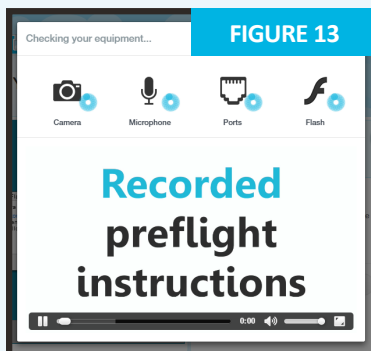 FIGURE 13
Checking your equipment...
Camera Microphone Ports Flash
Recorded
preflight
instructions
0:00